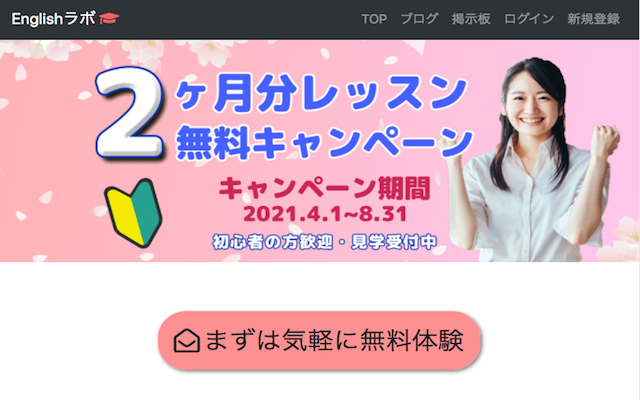 Englishラボ
TOP ブログ 掲示板 ログイン 新規登録
2ヶ月分レッスン
無料キャンペーン
キャンペーン期間
2021.4.1~8.31
初心者の方歓迎・見学受付中
まずは気軽に無料体験